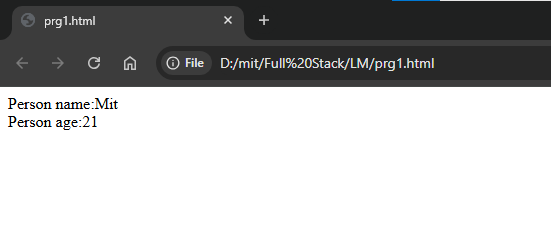 prg1.html
File D:/mit/Full%20Stack/LM/prg1.html
Person name:Mit
Person age:21